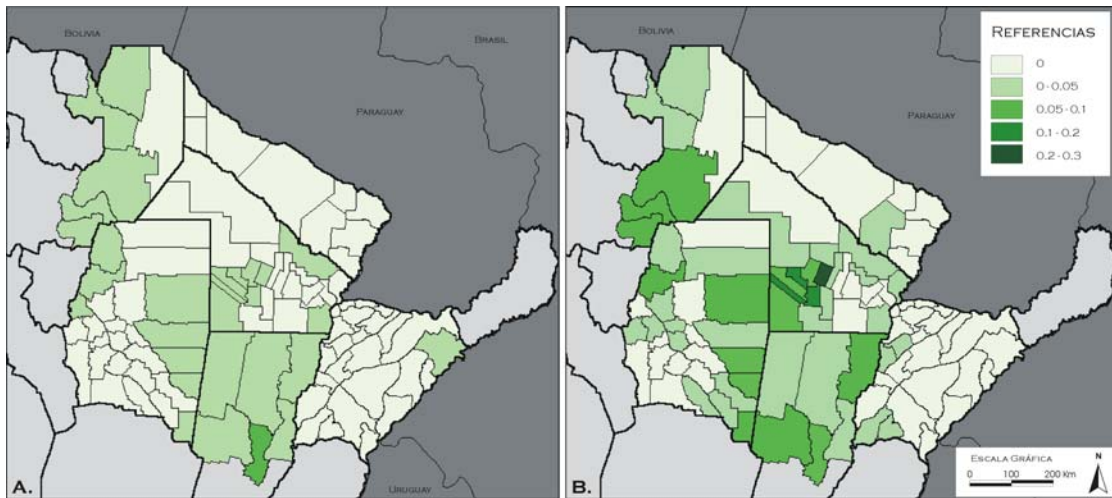 BOLIVIA
BRASIL
PARAGUAY
URUGUAY
A.
BOLIVIA
PARAGUAY
REFERENCIAS
0
0 - 0.05
0.05 - 0.1
0.1 - 0.2
0.2 - 0.3
ESCALA GRÁFICA
N
0 100 200 KM
B.